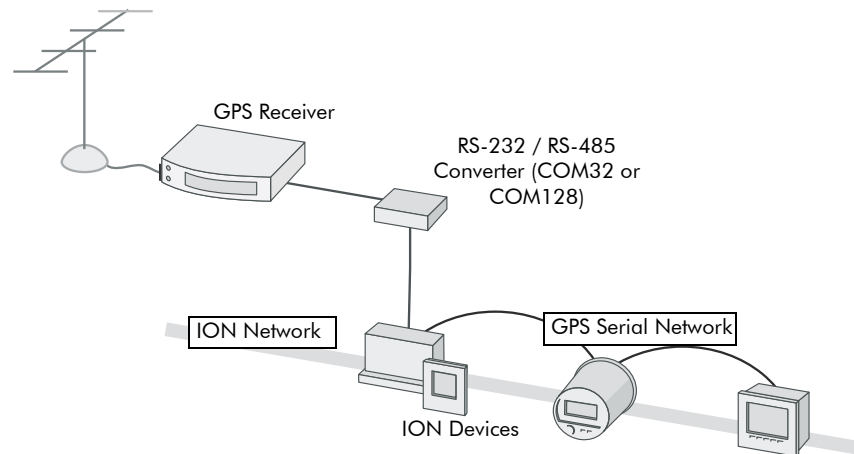 GPS Receiver
RS-232 / RS-485
Converter (COM32 or
COM128)
ION Network
GPS Serial Network
ION Devices